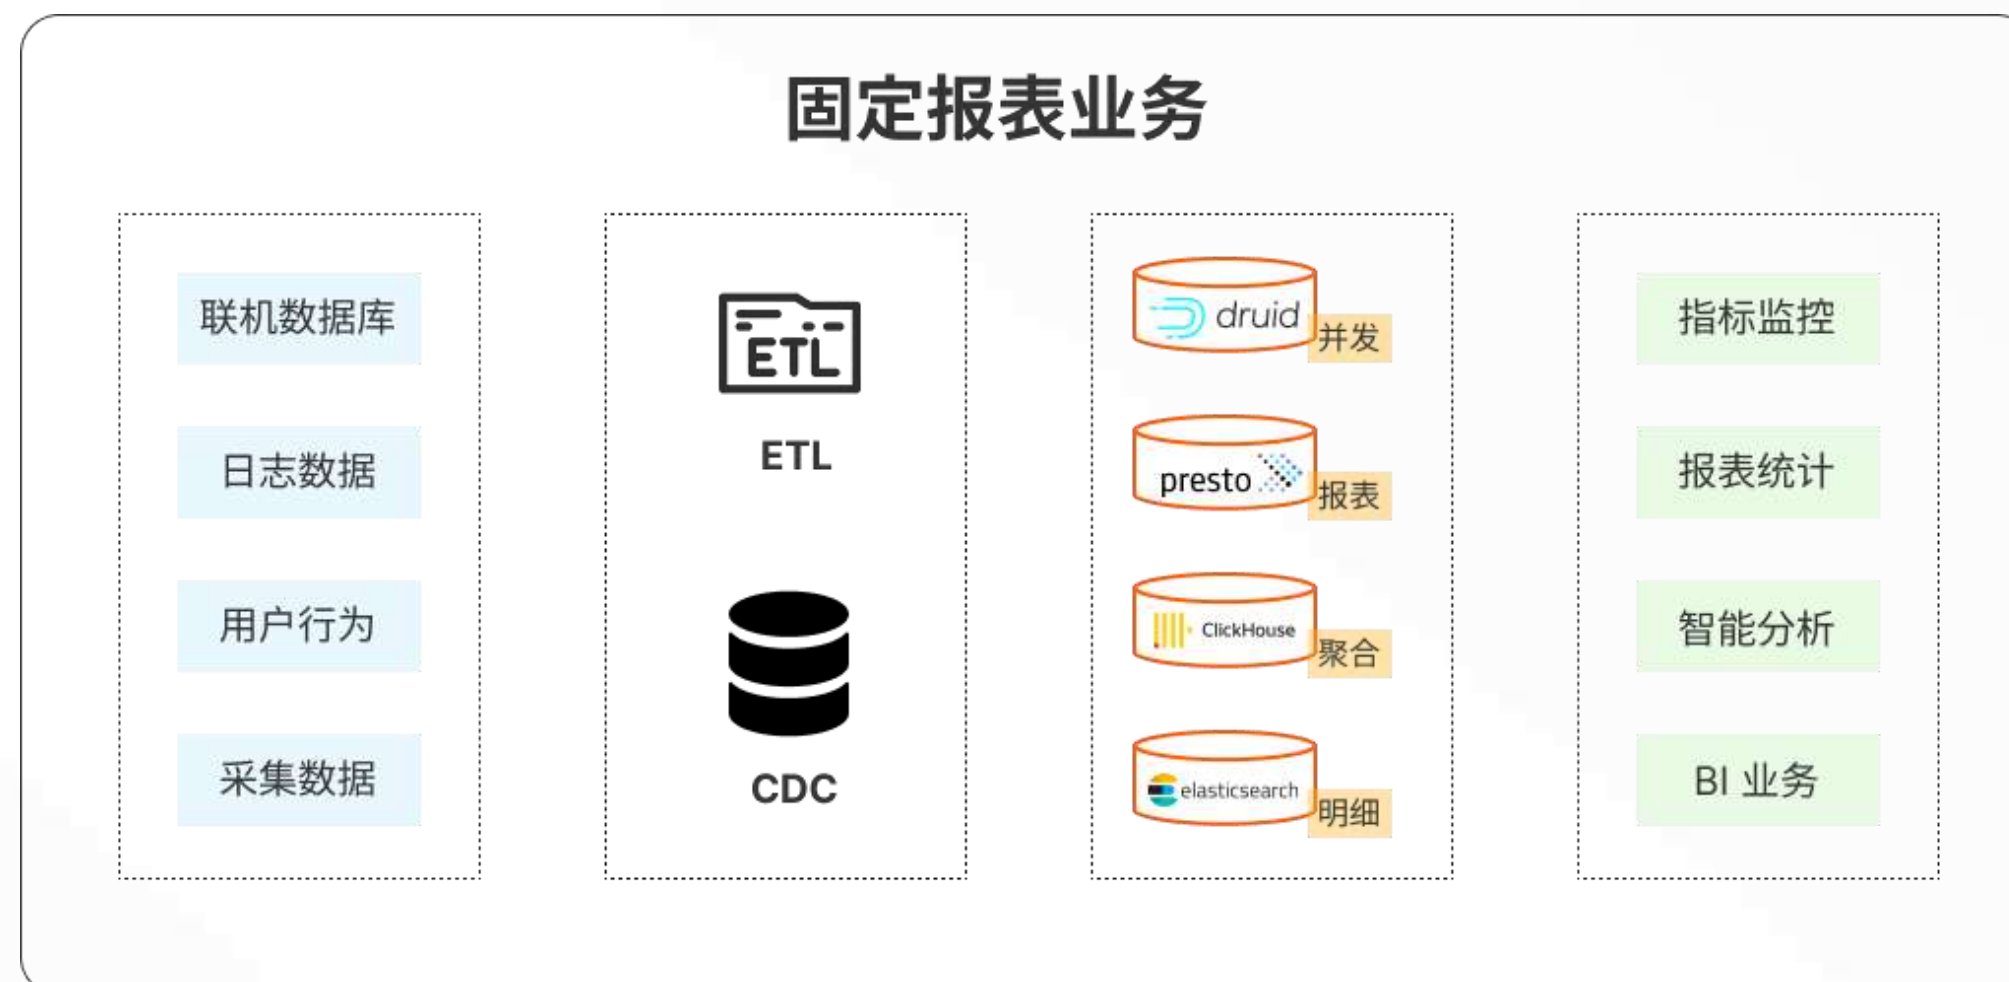 固定报表业务
联机数据库
日志数据
用户行为
采集数据
ETL
ETL
CDC
druid
并发
presto
报表
ClickHouse
聚合
elasticsearch
明细
指标监控
报表统计
智能分析
BI 业务